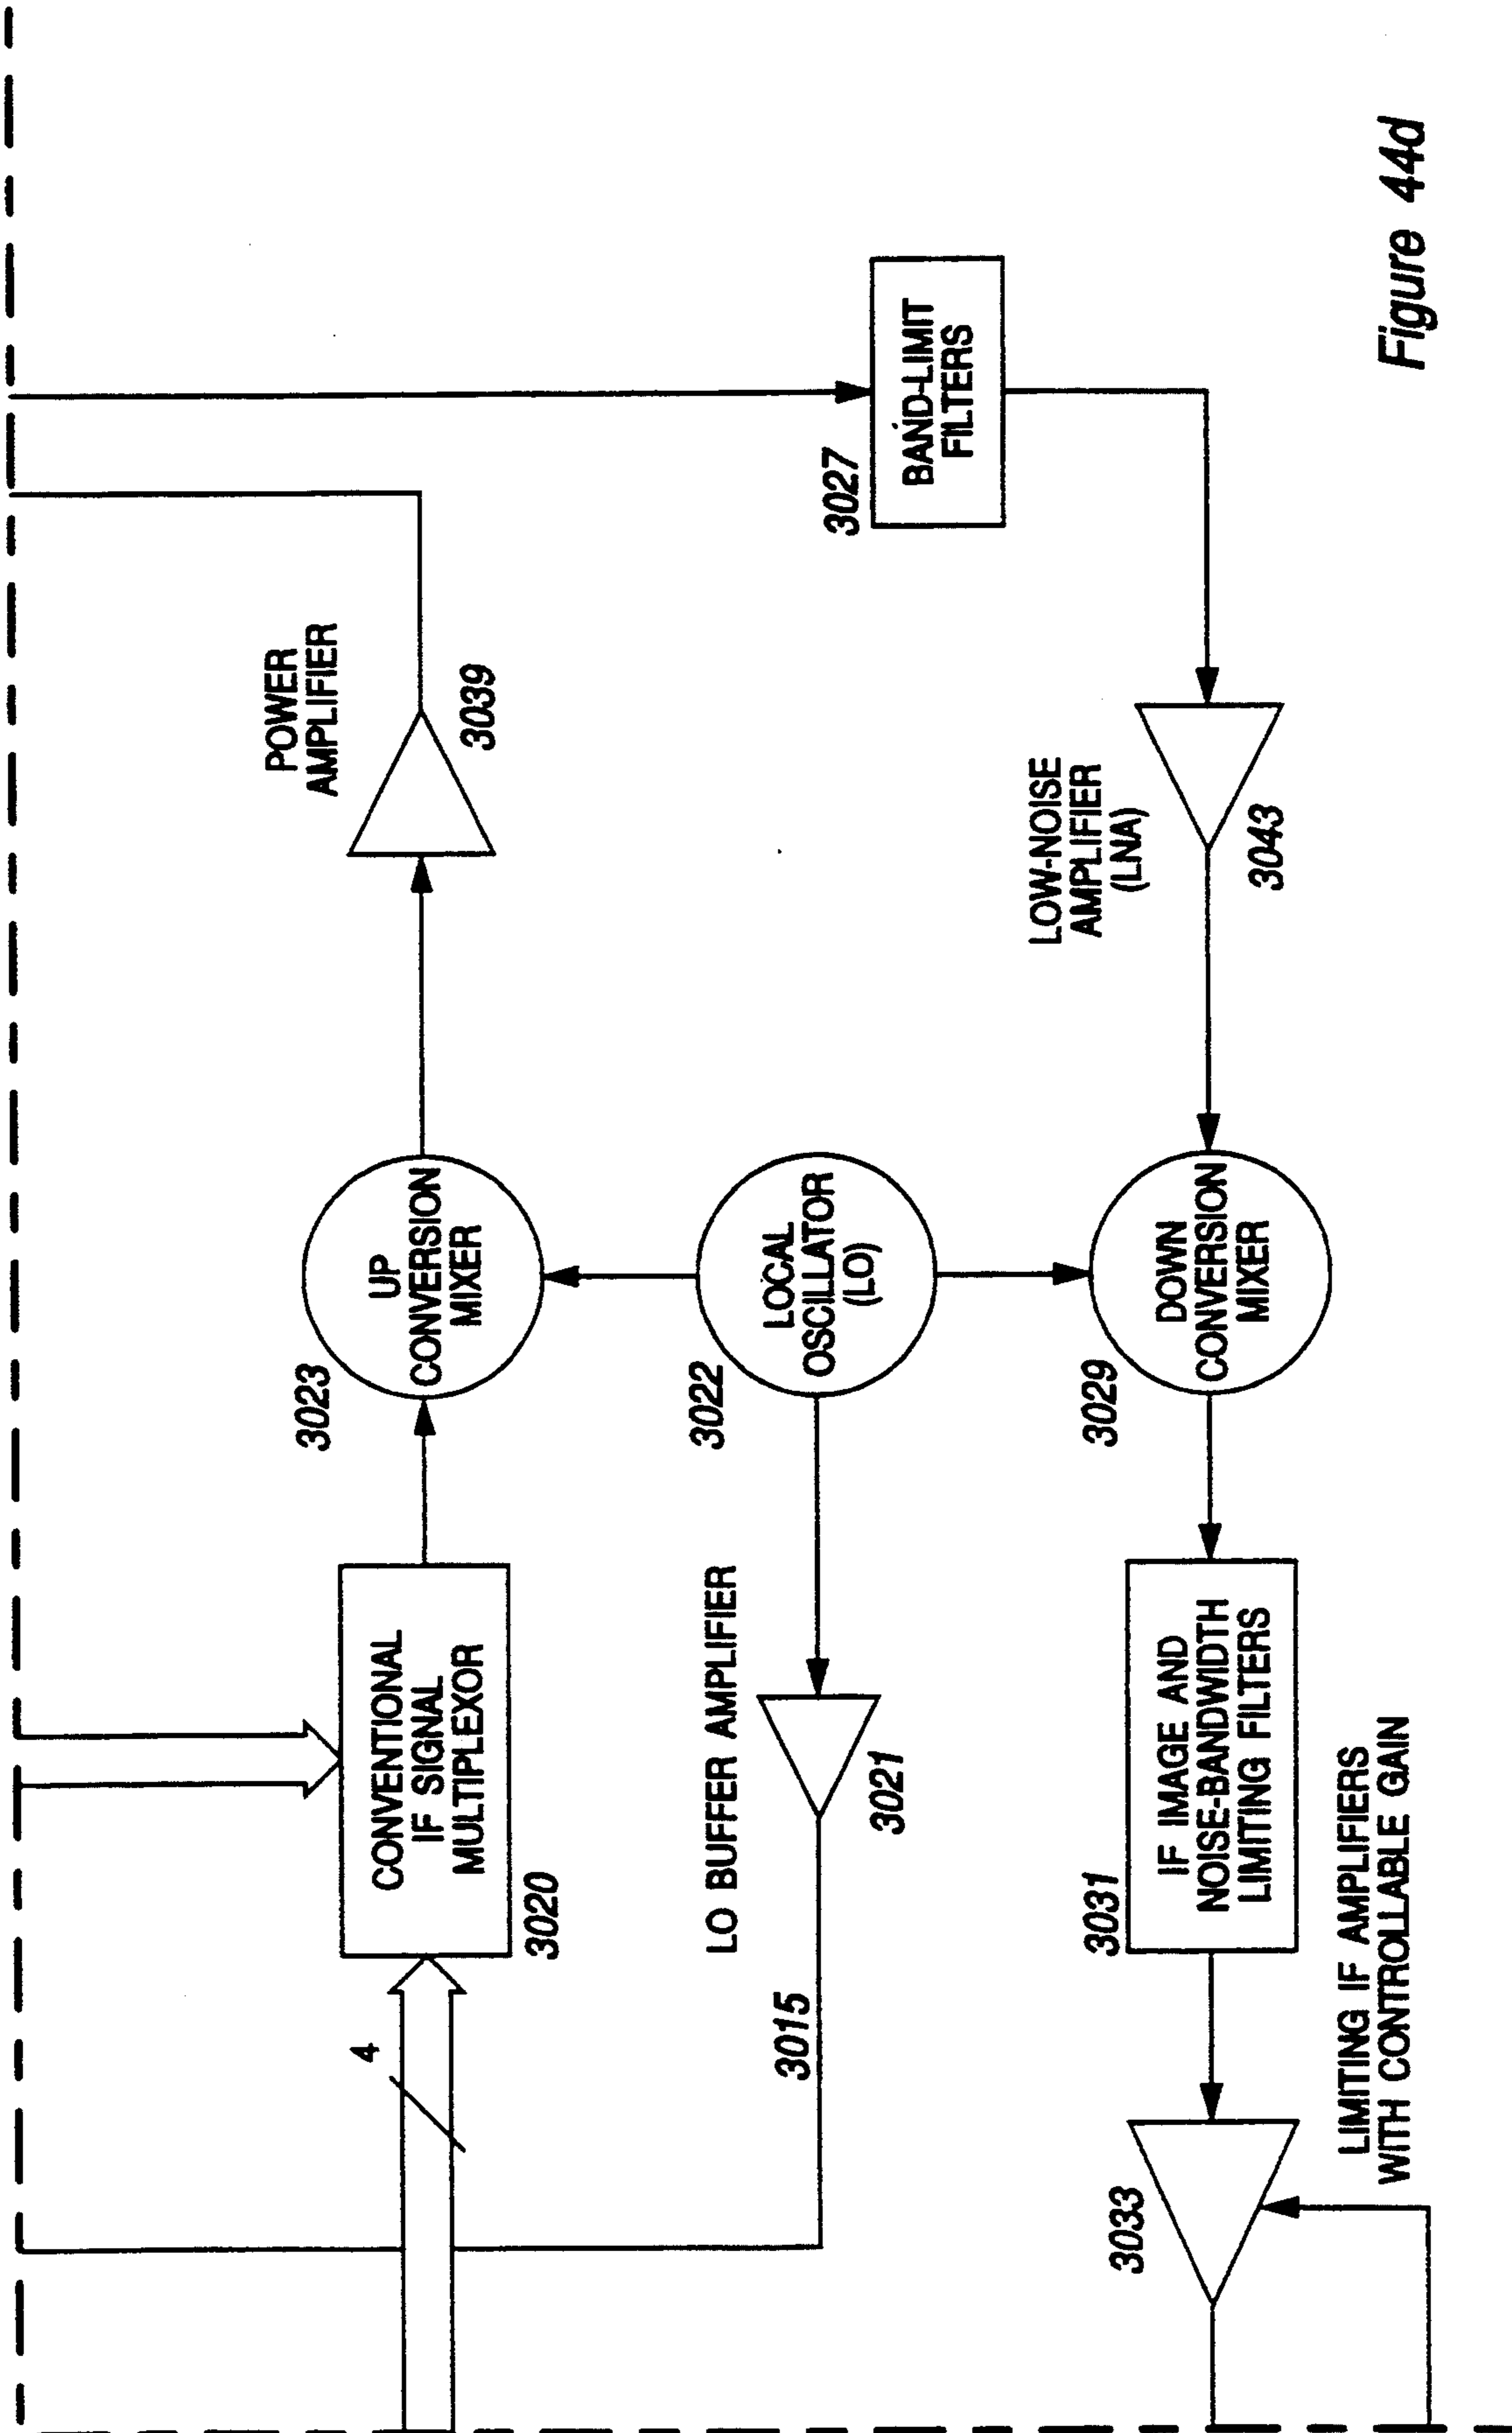 POWER
AMPLIFIER
3039
3023
UP
CONVERSION
MIXER
CONVENTIONAL
IF SIGNAL
MULTIPLEXOR
3020
4
3027
BAND-LIMIT
FILTERS
3022
LOCAL
OSCILLATOR
(LO)
LO BUFFER AMPLIFIER
3021
3015
LOW-NOISE
AMPLIFIER
(LNA)
3043
3029
DOWN
CONVERSION
MIXER
3031
IF IMAGE AND
NOISE-BANDWIDTH
LIMITING FILTERS
3033
LIMITING IF AMPLIFIERS
WITH CONTROLLABLE GAIN
Figure 44d